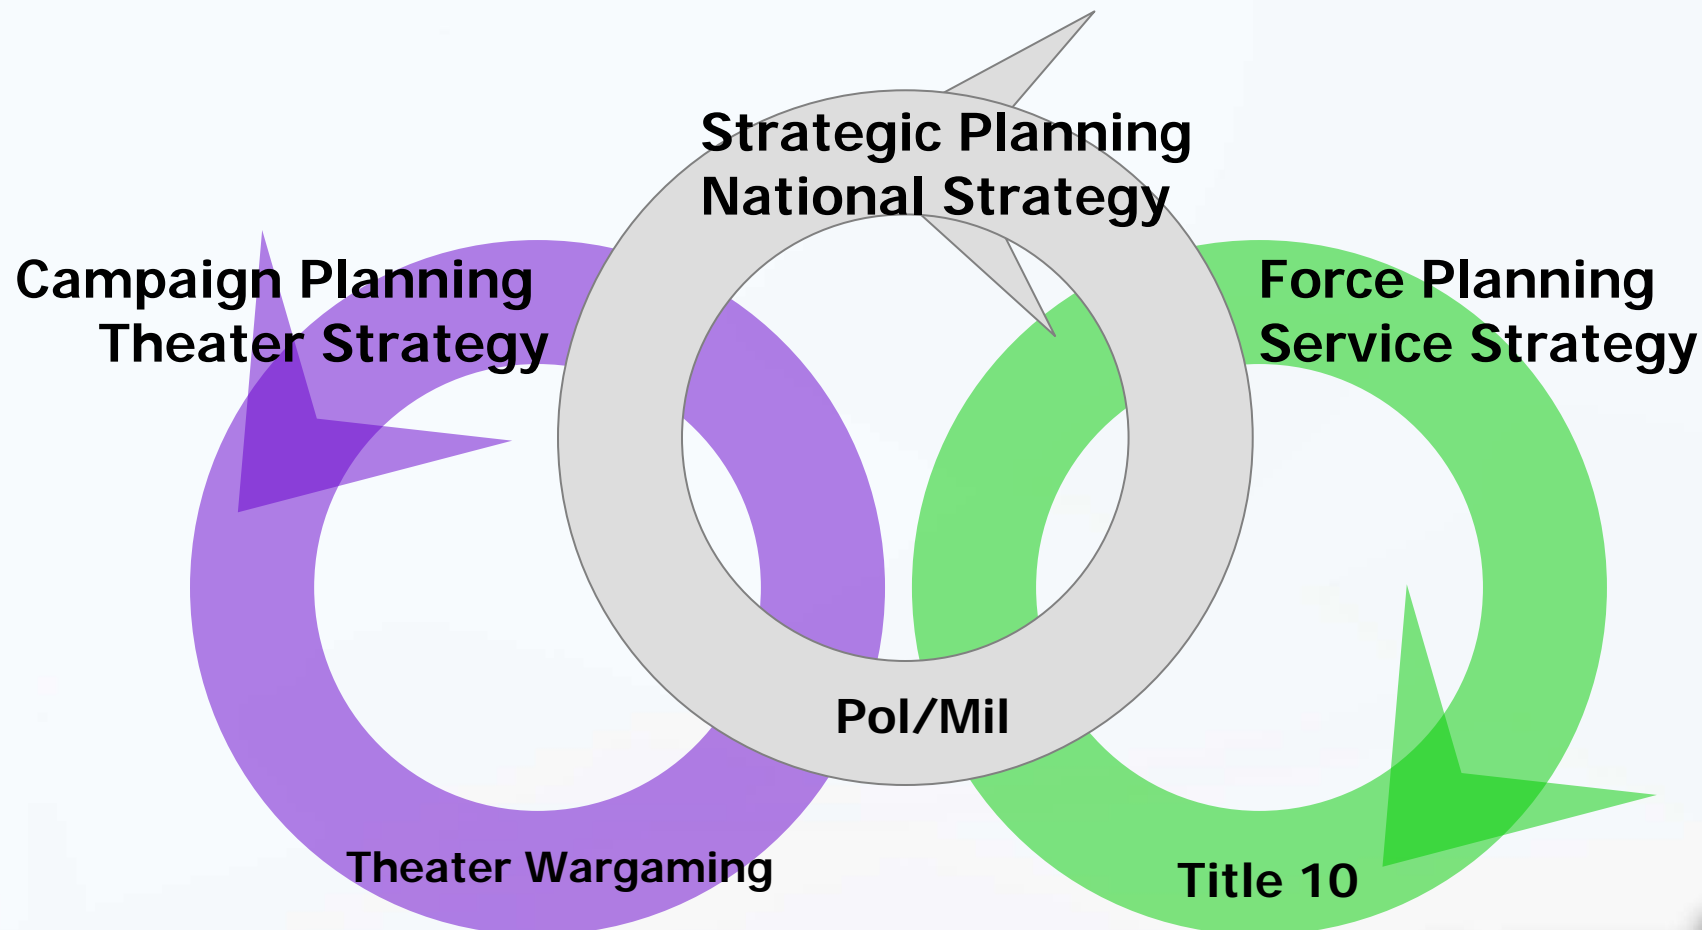 Strategic Planning
National Strategy
Campaign Planning
Theater Strategy
Force Planning
Service Strategy
Pol/Mil
Theater Wargaming
Title 10